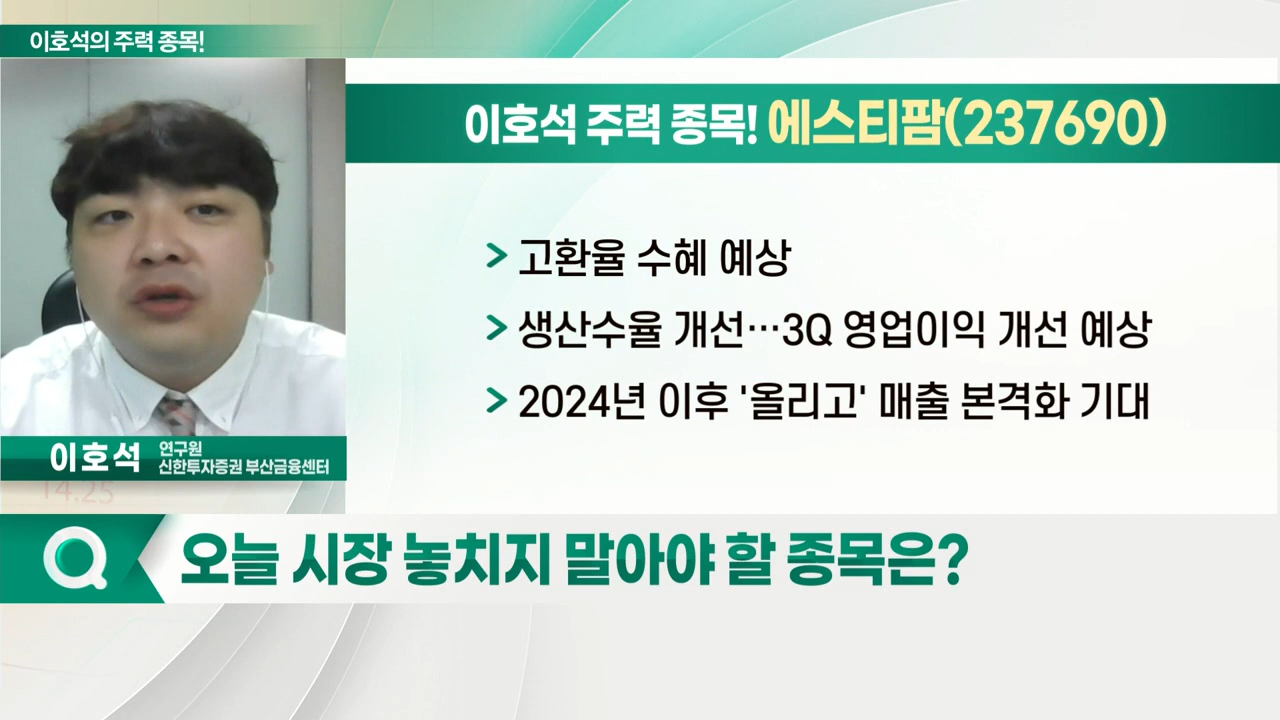 이호석의 주력 종목!
이호석 주력 종목! 에스티팜(237690)
> 고환율 수혜 예상
> 생산수율 개선…3Q 영업이익 개선 예상
> 2024년 이후 '올리고' 매출 본격화 기대
이호석
연구원
신한투자증권 부산금융센터
14.25
Q
오늘 시장 놓치지 말아야 할 종목은?